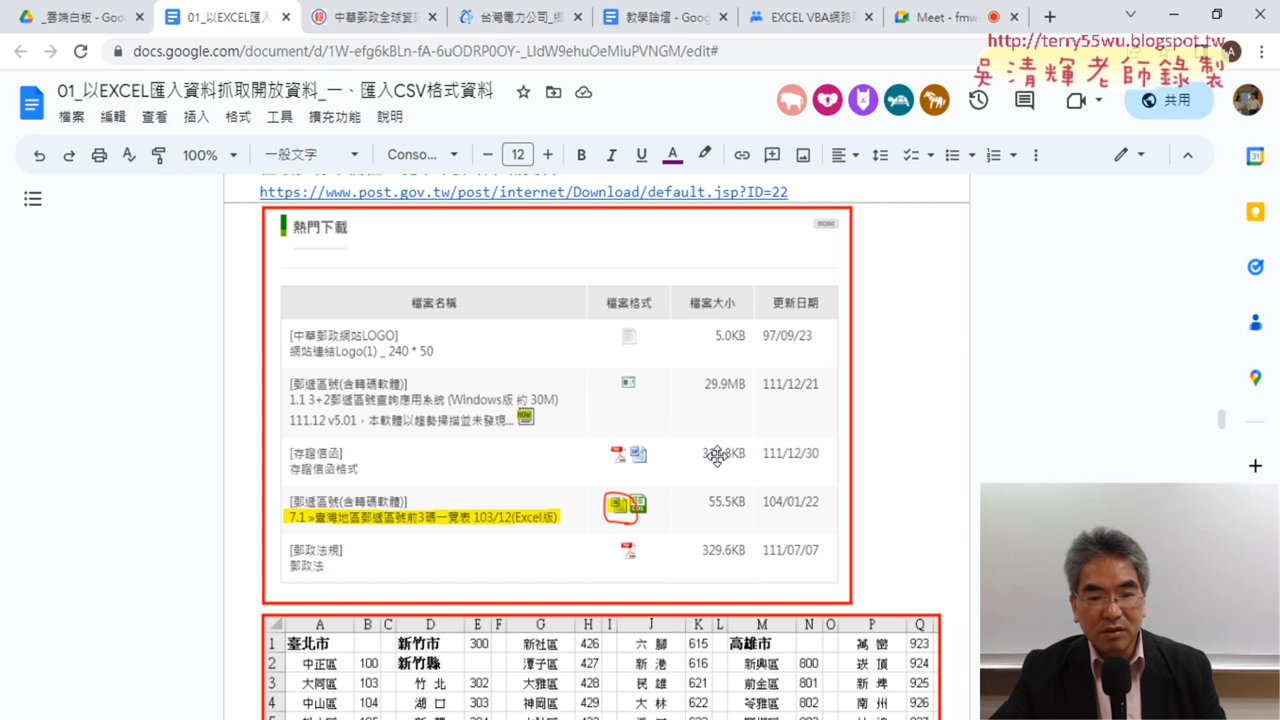 _雲端白板 - Goo
01_以EXCEL匯入
中華郵政全球資
台灣電力公司_鄉
教學論壇 - Goog
EXCEL VBA網路
Meet - fmw
docs.google.com/document/d/1W-efg6kBLn-fA-6uODRP0OY-_LIdW9ehuOeMiuPVNGM/edit#
http://terry55wu.blogspot.tw
吳清輝老師錄製
01_以EXCEL匯入資料抓取開放資料_一、匯入CSV格式資料
共用
檔案 編輯 查看 插入 格式 工具 擴充功能 說明
100% 一般文字 Conso... 12 B I U A
https://www.post.gov.tw/post/internet/Download/default.jsp?ID=22
熱門下載 MORE
檔案名稱 檔案格式 檔案大小 更新日期
[中華郵政網站LOGO]
網站連結Logo(1) _ 240 * 50
5.0KB 97/09/23
[郵遞區號(含轉碼軟體)]
1.1 3+2郵遞區號查詢應用系統 (Windows版 約 30M)
111.12 v5.01，本軟體以趨勢掃描並未發現...
29.9MB 111/12/21
[存證信函]
存證信函格式
111/12/30
[郵遞區號(含轉碼軟體)]
7.1 »臺灣地區郵遞區號前3碼一覽表 103/12(Excel版)
55.5KB 104/01/22
[郵政法規]
郵政法
329.6KB 111/07/07
A B C D E F G H I J K L M N O P Q
1 臺北市 新竹市 300 新社區 426 六 腳 615 高雄市 萬 巒 923
2 中正區 100 新竹縣 潭子區 427 新 港 616 新興區 800 崁 頂 924
3 大同區 103 竹 北 302 大雅區 428 民 雄 621 前金區 801 新 埤 925
4 中山區 104 湖 口 303 神岡區 429 大 林 622 苓雅區 802 南 州 926